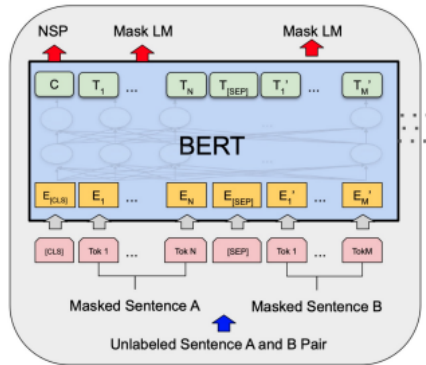 NSP Mask LM Mask LM
C T1 ... TN T[SEP] T1' ... TM'
BERT
E[CLS] E1 ... EN E[SEP] E1' ... EM'
[CLS] Tok 1 ... Tok N [SEP] Tok 1 ... TokM
Masked Sentence A Masked Sentence B
Unlabeled Sentence A and B Pair